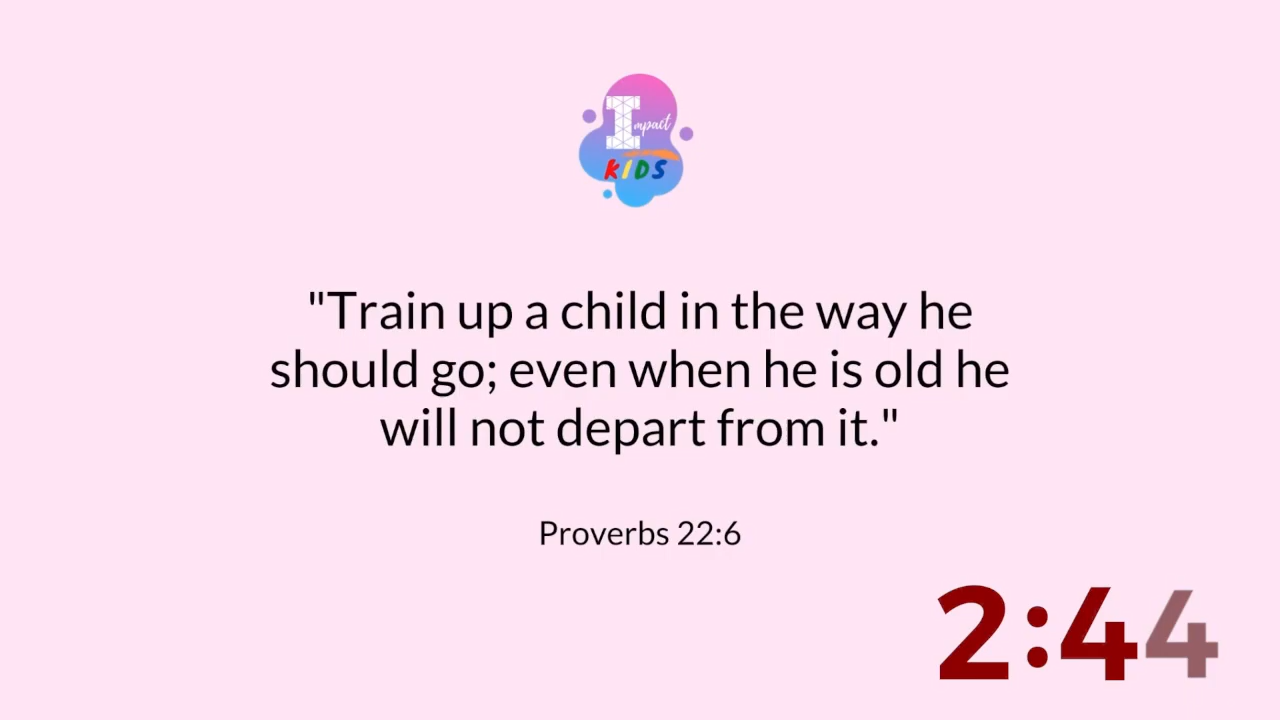 Impact
KIDS
"Train up a child in the way he
should go; even when he is old he
will not depart from it."
Proverbs 22:6
2:44